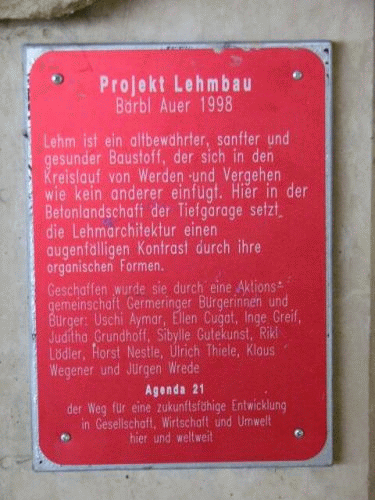 Projekt Lehmbau
Bärbl Auer 1998
Lehm ist ein altbewährter, sanfter und
gesunder Baustoff, der sich in den
Kreislauf von Werden und Vergehen
wie kein anderer einfügt. Hier in der
Betonlandschaft der Tiefgarage setzt
die Lehmarchitektur einen
augenfälligen Kontrast durch ihre
organischen Formen.
Geschaffen wurde sie durch eine Aktions-
gemeinschaft Germeringer Bürgerinnen und
Bürger: Uschi Aymar, Ellen Cugat, Inge Greif,
Juditha Grundhoff, Sibylle Gutekunst, Riki
Lödler, Horst Nestle, Ulrich Thiele, Klaus
Wegener und Jürgen Wrede
Agenda 21
der Weg für eine zukunftsfähige Entwicklung
in Gesellschaft, Wirtschaft und Umwelt
hier und weltweit